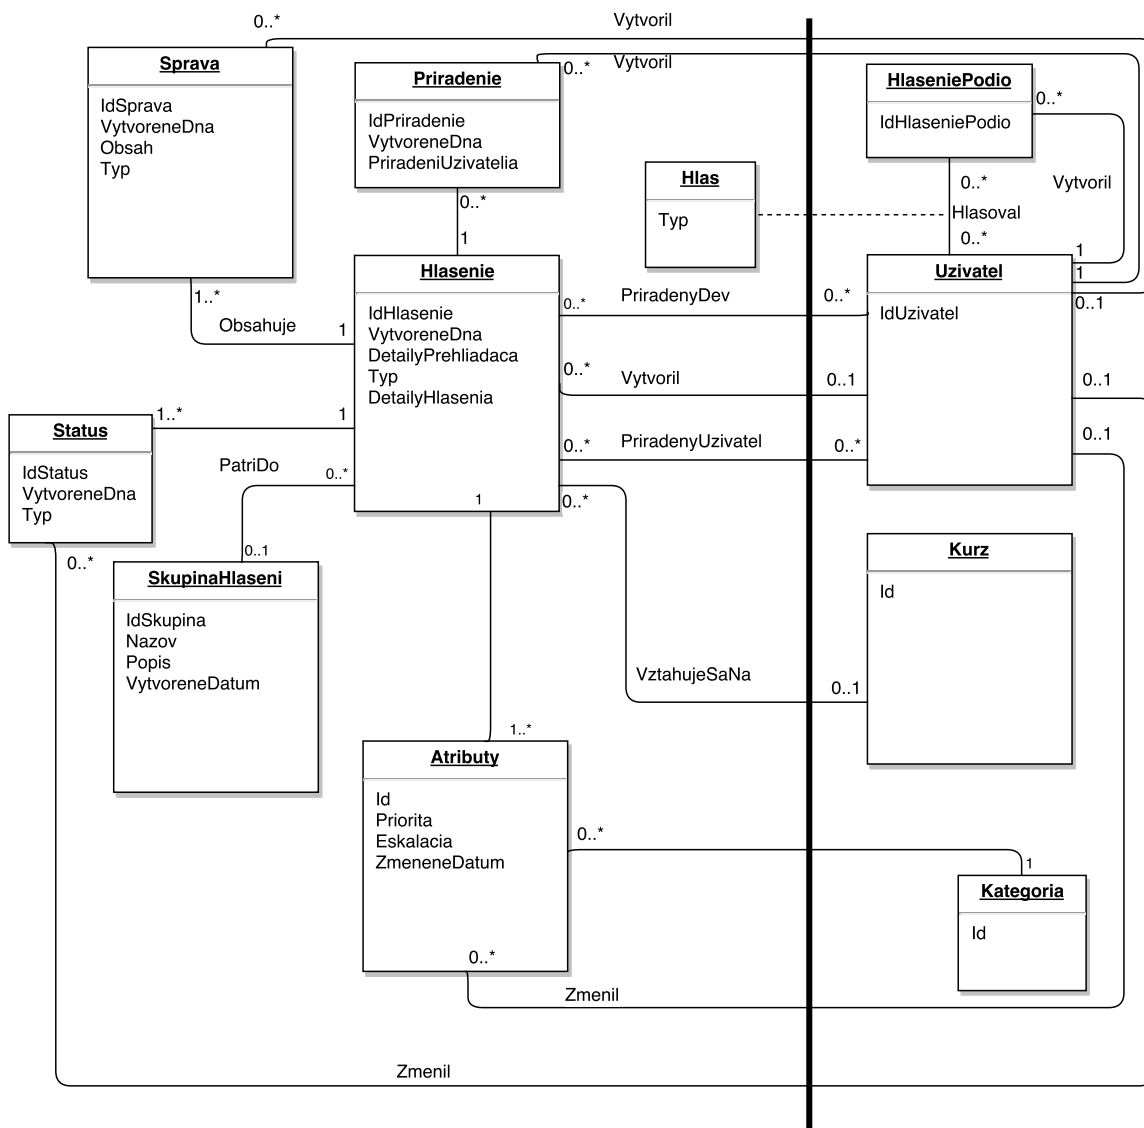 Vytvoril
0..*
Sprava
IdSprava
VytvoreneDna
Obsah
Typ
1..*
Obsahuje
1
Vytvoril
0..*
Priradenie
IdPriradenie
VytvoreneDna
PriradeniUzivatelia
0..*
1
HlaseniePodio
IdHlaseniePodio
0..*
Vytvoril
0..*
Hlasoval
0..*
Hlas
Typ
Hlasenie
IdHlasenie
VytvoreneDna
DetailyPrehliadaca
Typ
DetailyHlasenia
0..*
PriradenyDev
0..*
0..*
Vytvoril
0..1
0..*
PriradenyUzivatel
0..*
0..*
1
Uzivatel
IdUzivatel
1
1
0..1
0..1
0..1
1..*
1
Status
IdStatus
VytvoreneDna
Typ
0..*
PatriDo
0..*
0..1
SkupinaHlaseni
IdSkupina
Nazov
Popis
VytvoreneDatum
Kurz
Id
VztahujeSaNa
0..1
1..*
Atributy
Id
Priorita
Eskalacia
ZmeneneDatum
0..*
0..*
1
Kategoria
Id
Zmenil
Zmenil